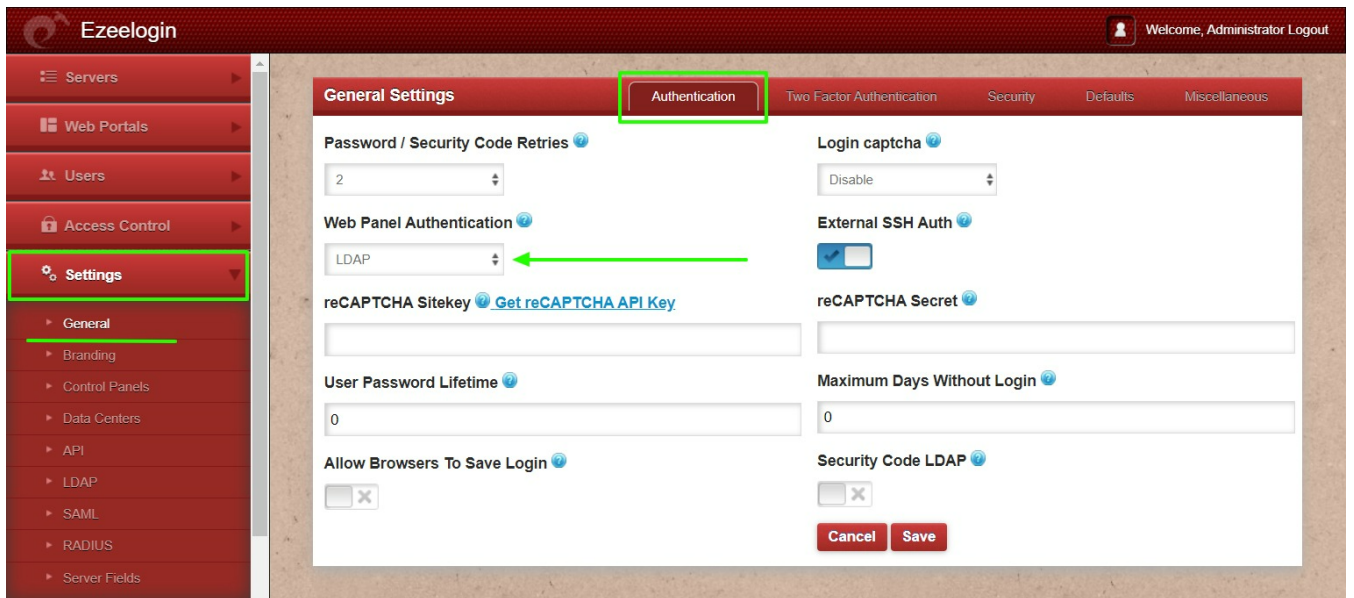 Ezeelogin
Welcome, Administrator Logout
Servers
Web Portals
Users
Access Control
Settings
General
Branding
Control Panels
Data Centers
API
LDAP
SAML
RADIUS
Server Fields
General Settings
Authentication
Two Factor Authentication
Security
Defaults
Miscellaneous
Password / Security Code Retries
2
Login captcha
Disable
Web Panel Authentication
LDAP
External SSH Auth
reCAPTCHA Sitekey Get reCAPTCHA API Key
reCAPTCHA Secret
User Password Lifetime
0
Maximum Days Without Login
0
Allow Browsers To Save Login
Security Code LDAP
Cancel Save